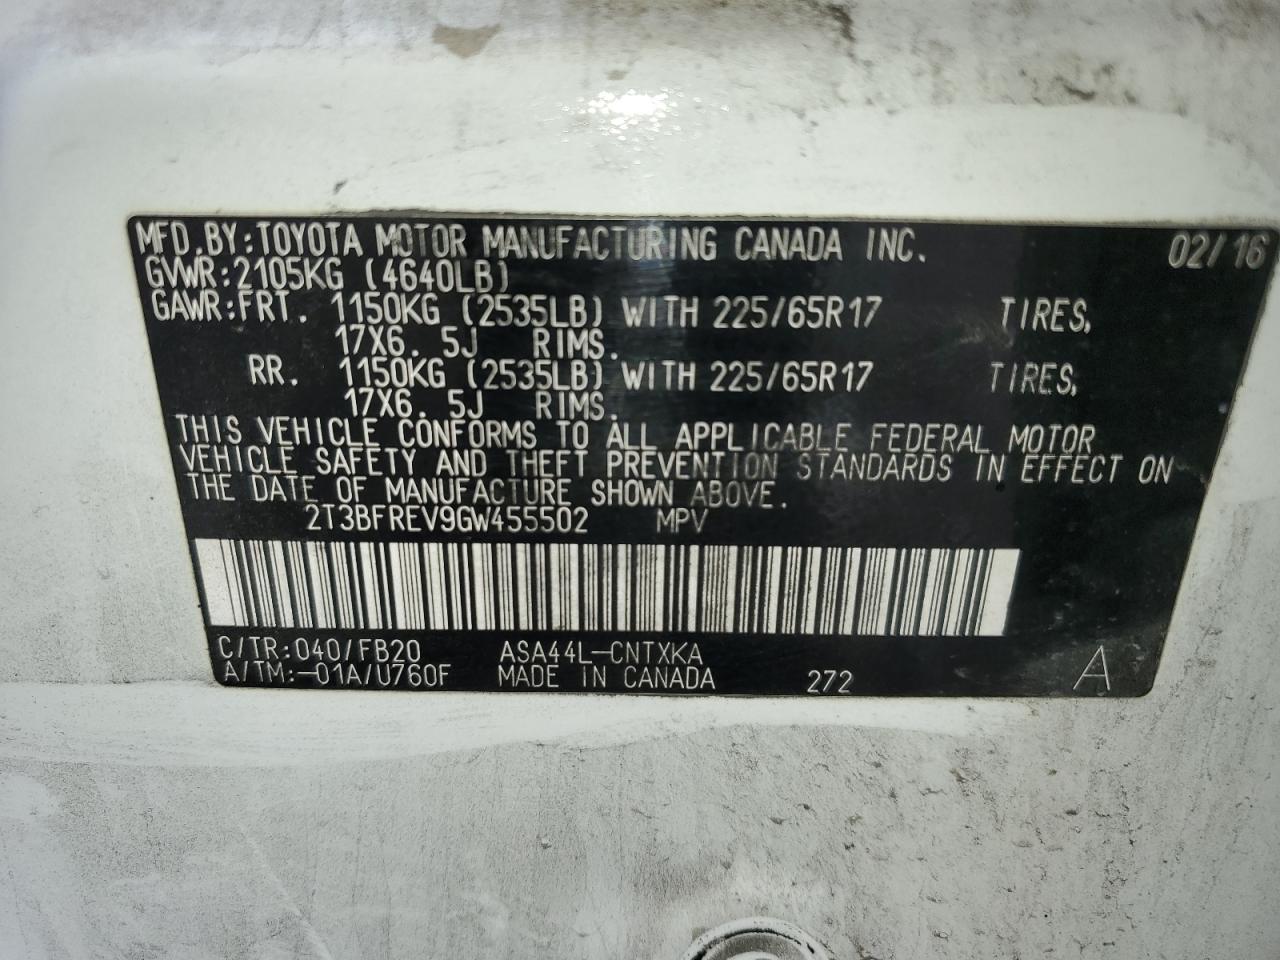 MFD.BY:TOYOTA MOTOR MANUFACTURING CANADA INC. 02/16
GVWR:2105KG (4640LB)
GAWR:FRT. 1150KG (2535LB) WITH 225/65R17 TIRES,
17X6. 5J RIMS.
RR. 1150KG (2535LB) WITH 225/65R17 TIRES,
17X6. 5J RIMS.
THIS VEHICLE CONFORMS TO ALL APPLICABLE FEDERAL MOTOR
VEHICLE SAFETY AND THEFT PREVENTION STANDARDS IN EFFECT ON
THE DATE OF MANUFACTURE SHOWN ABOVE.
2T3BFREV9GW455502 MPV
C/TR:040/FB20 ASA44L-CNTXKA
A/TM:-01A/U760F MADE IN CANADA 272 A